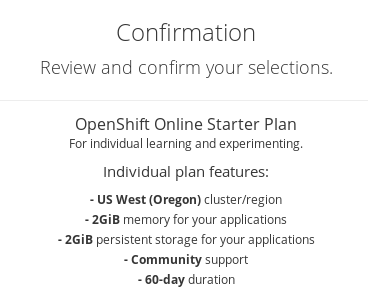 Confirmation
Review and confirm your selections.
OpenShift Online Starter Plan
For individual learning and experimenting.
Individual plan features:
- US West (Oregon) cluster/region
- 2GiB memory for your applications
- 2GiB persistent storage for your applications
- Community support
- 60-day duration